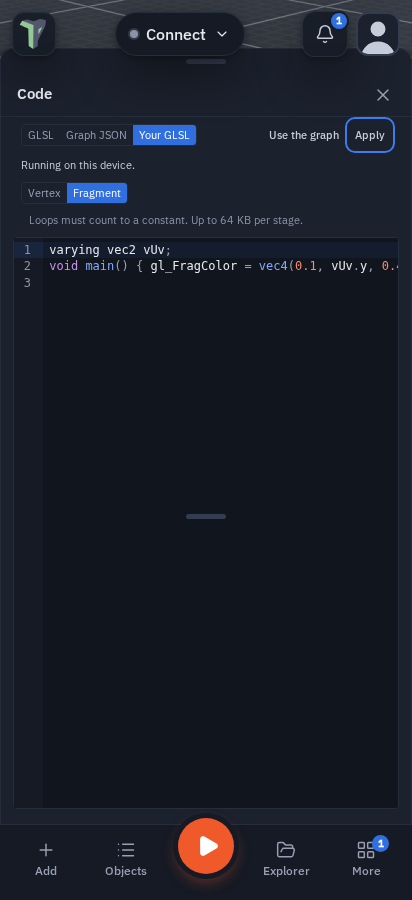 Connect
1
Code
GLSL Graph JSON Your GLSL Use the graph Apply
Running on this device.
Vertex Fragment
Loops must count to a constant. Up to 64 KB per stage.
1 varying vec2 vUv;
2 void main() { gl_FragColor = vec4(0.1, vUv.y, 0.4
3
1
Add Objects Explorer More